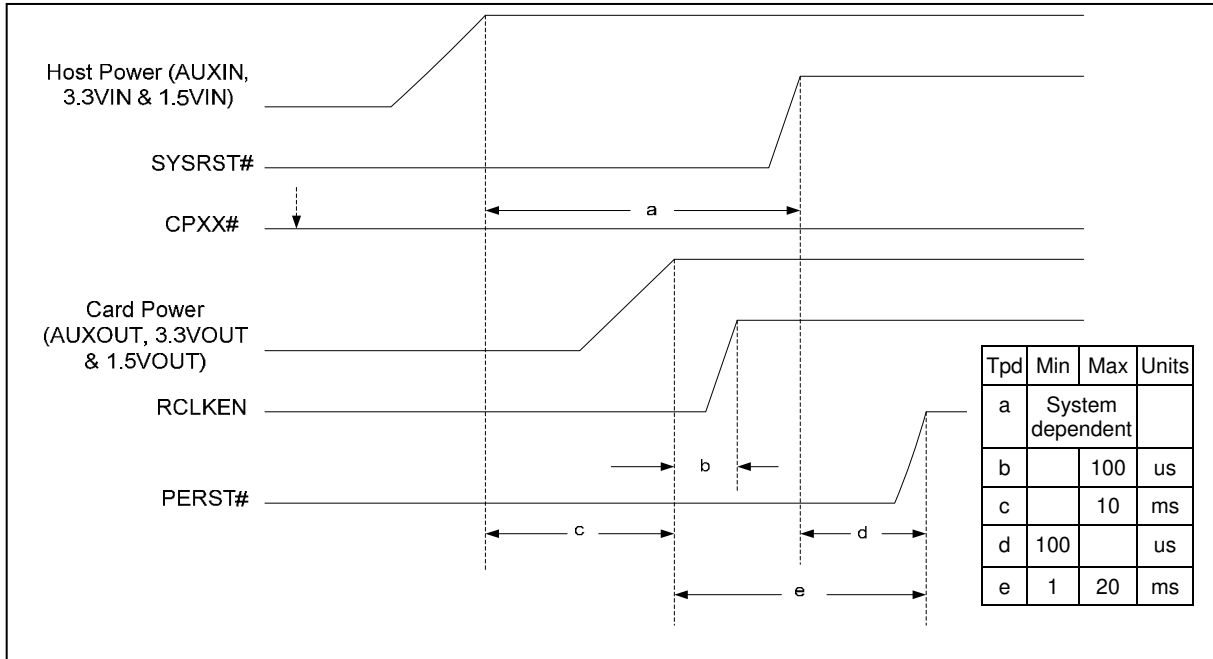 Host Power (AUXIN,
3.3VIN & 1.5VIN)
SYSRST#
a
CPXX#
Card Power
(AUXOUT, 3.3VOUT
& 1.5VOUT)
RCLKEN
b
PERST#
c
d
e
Tpd Min Max Units
a System
dependent
b 100 us
c 10 ms
d 100 us
e 1 20 ms